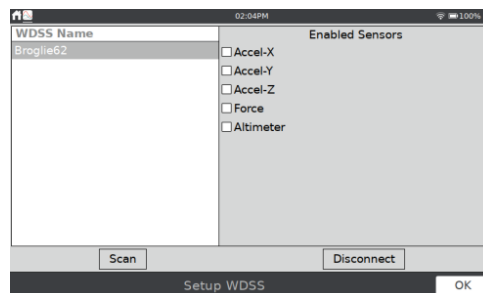 02:04PM 100%
WDSS Name
Broglie62
Enabled Sensors
Accel-X
Accel-Y
Accel-Z
Force
Altimeter
Scan
Disconnect
Setup WDSS
OK